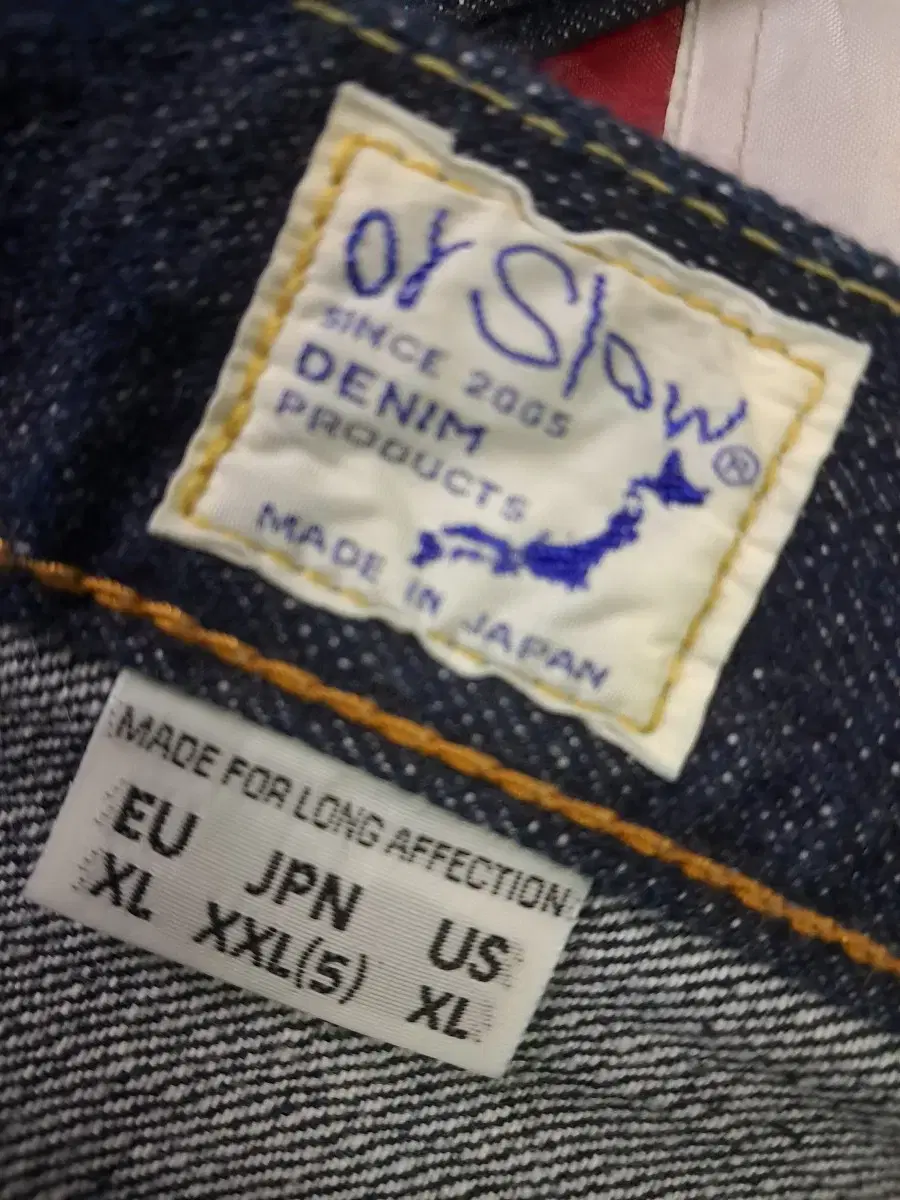 or Slow®
SINCE 2005
DENIM
PRODUCTS
MADE IN JAPAN
MADE FOR LONG AFFECTION
EU JPN US
XL XXL(5) XL